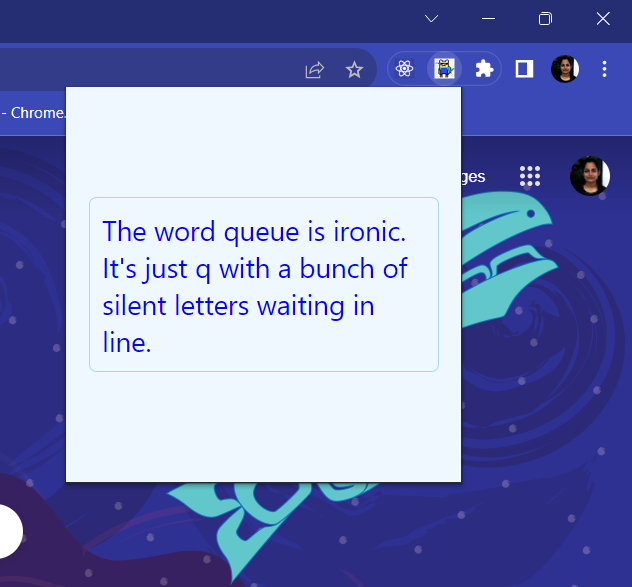 - Chrome.
ges
The word queue is ironic.
It's just q with a bunch of
silent letters waiting in
line.